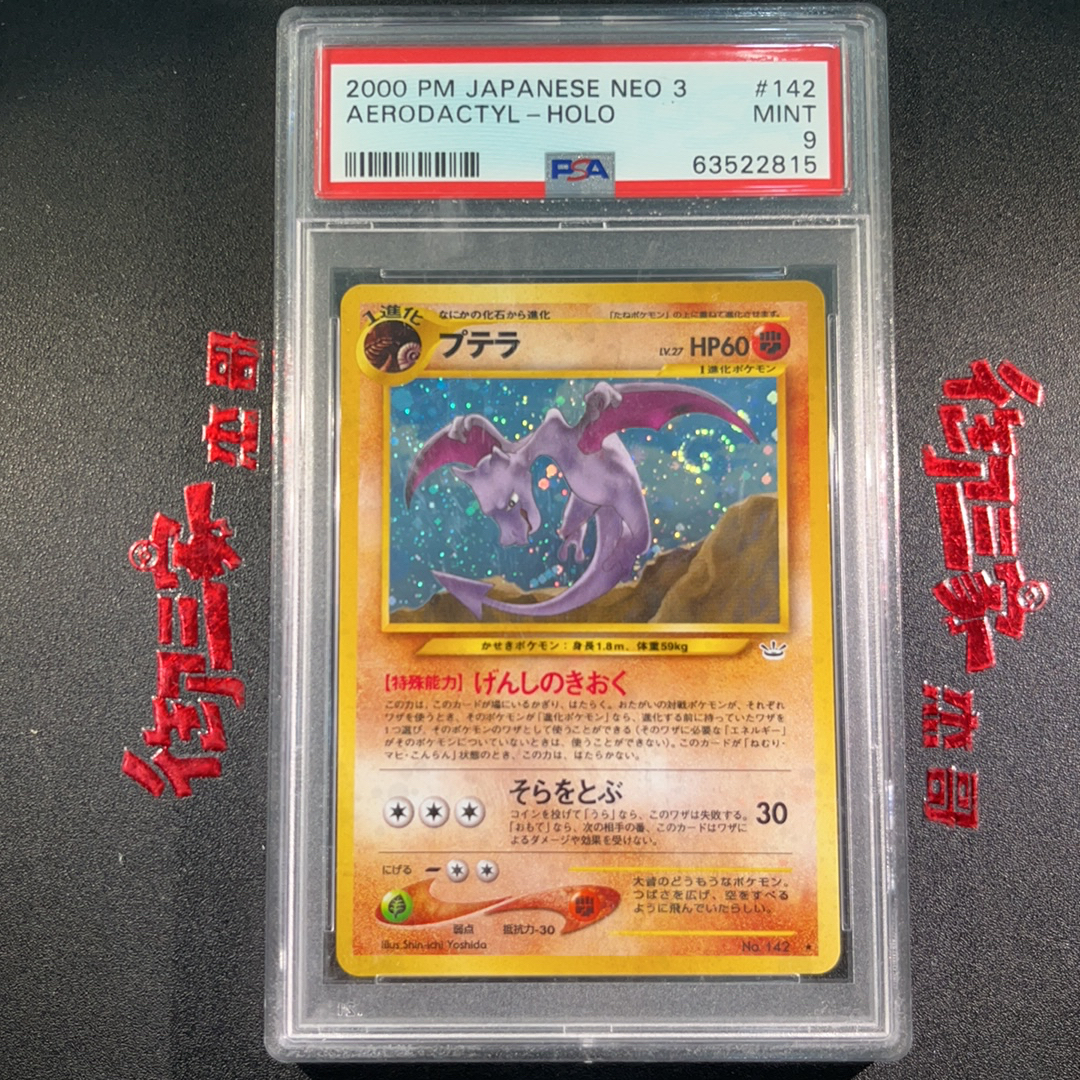 2000 PM JAPANESE NEO 3 #142
AERODACTYL - HOLO MINT
9
PSA 63522815
1進化 なにかの化石から進化 「たねポケモン」の上に重ねて進化させます。
プテラ LV.27 HP60
1進化ポケモン
かせきポケモン：身長1.8m、体重59kg
【特殊能力】げんしのきおく
この力は、このカードが場にいるかぎり、はたらく。おたがいの対戦ポケモンが、それぞれ
ワザを使うとき、そのポケモンが「進化ポケモン」なら、進化する前に持っていたワザを
1つ選び、そのポケモンのワザとして使うことができる（そのワザに必要な「エネルギー」
がそのポケモンについていないときは、使うことができない）。このカードが「ねむり・
マヒ・こんらん」状態のとき、この力は、はたらかない。
そらをとぶ
コインを投げて「うら」なら、このワザは失敗する。 30
「おもて」なら、次の相手の番、このカードはワザに
よるダメージや効果を受けない。
にげる
大昔のどうもうなポケモン。
つばさを広げ、空をすべる
ように飛んでいたらしい。
弱点 抵抗力-30
Illus. Shin-ichi Yoshida No. 142 ★